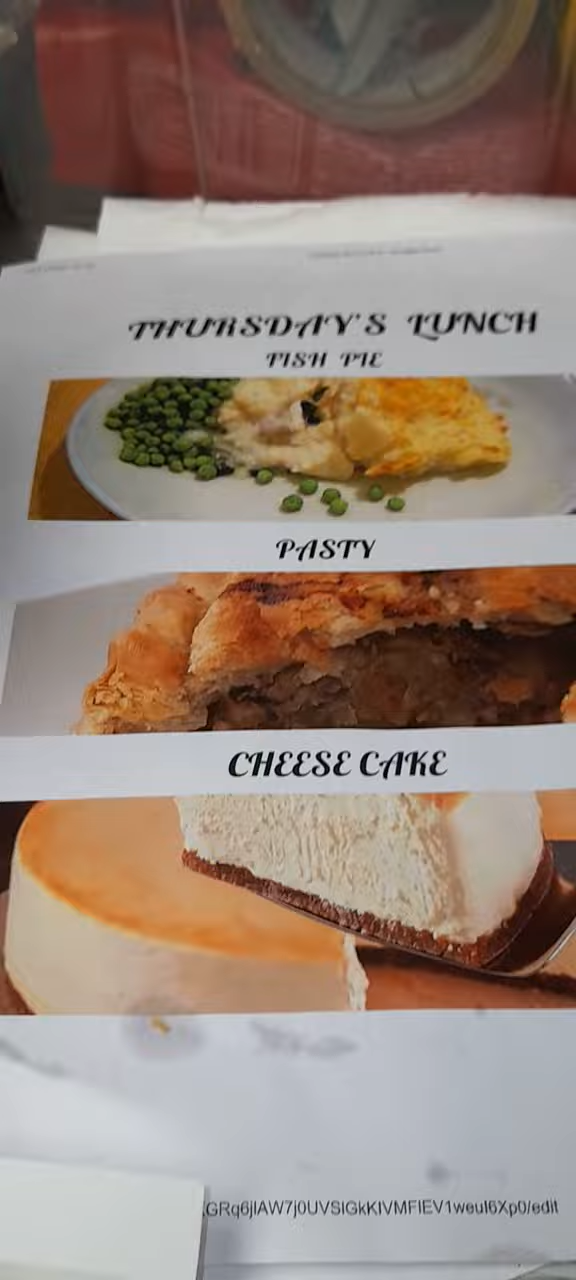 THURSDAY'S LUNCH
FISH PIE
PASTY
CHEESE CAKE
GRq6jIAW7j0UVSIGkKIVMFIEV1weuI6Xp0/edit